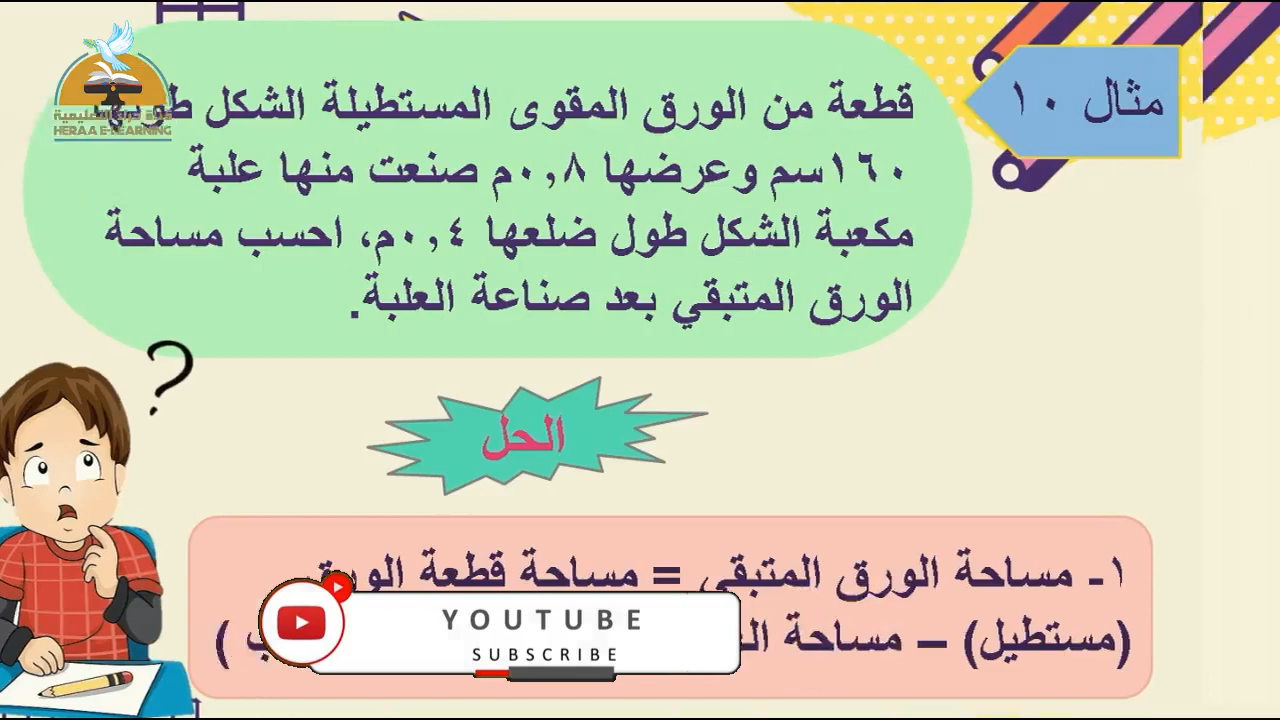 مثال ١٠
قطعة من الورق المقوى المستطيلة الشكل
١٦٠سم وعرضها ٠,٨م صنعت منها علبة
مكعبة الشكل طول ضلعها ٠,٤م، احسب مساحة
الورق المتبقي بعد صناعة العلبة.
الحل
١- مساحة الورق المتبقي = مساحة قطعة الورق
(مستطيل) – مساحة
YOUTUBE
SUBSCRIBE
HERAA E-LEARNING